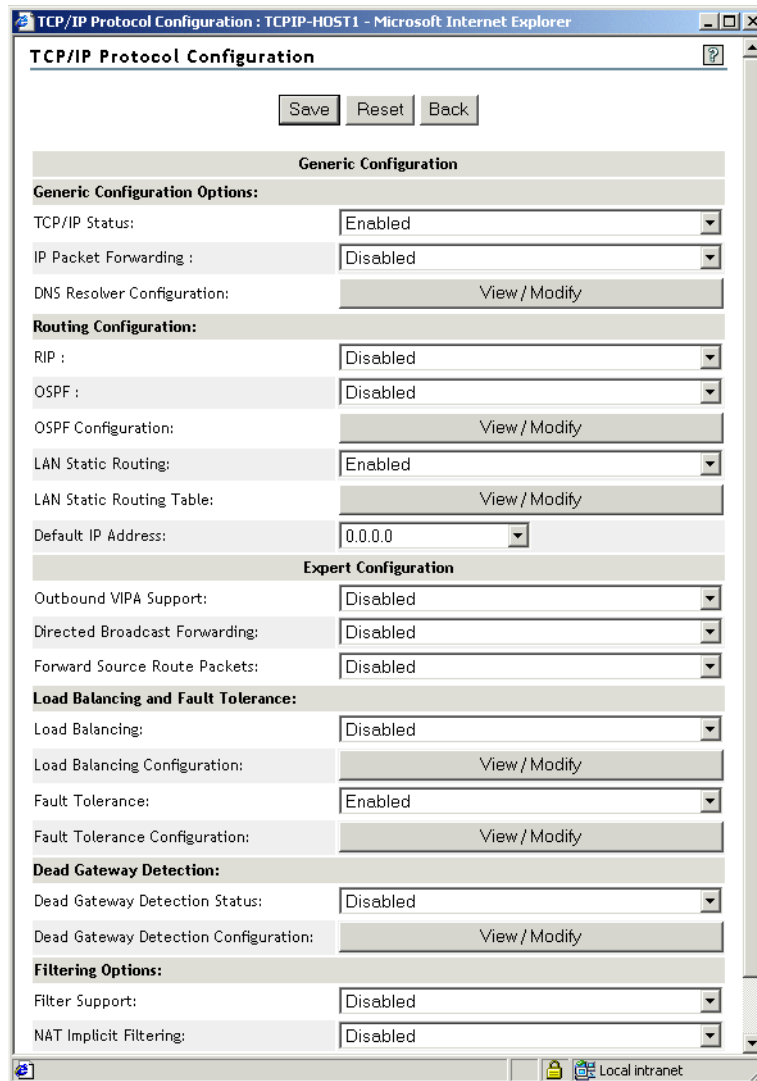 TCP/IP Protocol Configuration : TCPIP-HOST1 - Microsoft Internet Explorer
TCP/IP Protocol Configuration ?
Save Reset Back
Generic Configuration
Generic Configuration Options:
TCP/IP Status: Enabled
IP Packet Forwarding : Disabled
DNS Resolver Configuration: View / Modify
Routing Configuration:
RIP : Disabled
OSPF : Disabled
OSPF Configuration: View / Modify
LAN Static Routing: Enabled
LAN Static Routing Table: View / Modify
Default IP Address: 0.0.0.0
Expert Configuration
Outbound VIPA Support: Disabled
Directed Broadcast Forwarding: Disabled
Forward Source Route Packets: Disabled
Load Balancing and Fault Tolerance:
Load Balancing: Disabled
Load Balancing Configuration: View / Modify
Fault Tolerance: Enabled
Fault Tolerance Configuration: View / Modify
Dead Gateway Detection:
Dead Gateway Detection Status: Disabled
Dead Gateway Detection Configuration: View / Modify
Filtering Options:
Filter Support: Disabled
NAT Implicit Filtering: Disabled
Local intranet